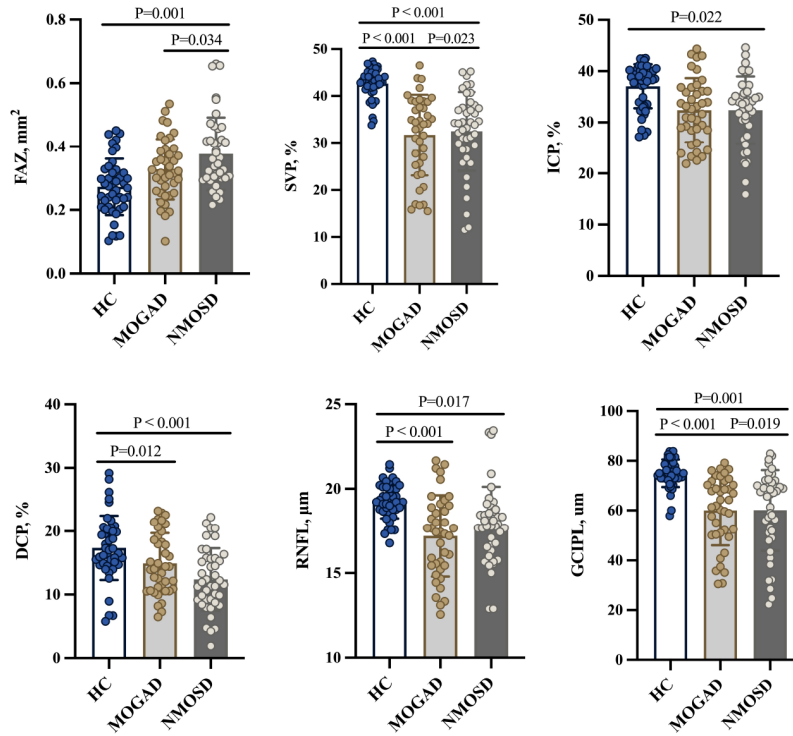 P=0.001
P=0.034
FAZ, mm²
0.8
0.6
0.4
0.2
0.0
HC
MOGAD
NMOSD
P < 0.001
P < 0.001 P=0.023
SVP, %
50
40
30
20
10
0
HC
MOGAD
NMOSD
P=0.022
ICP, %
50
40
30
20
10
0
HC
MOGAD
NMOSD
P < 0.001
P=0.012
DCP, %
40
30
20
10
0
HC
MOGAD
NMOSD
P=0.017
P < 0.001
RNFL, μm
25
20
15
10
HC
MOGAD
NMOSD
P=0.001
P < 0.001 P=0.019
GCIPL, um
100
80
60
40
20
0
HC
MOGAD
NMOSD